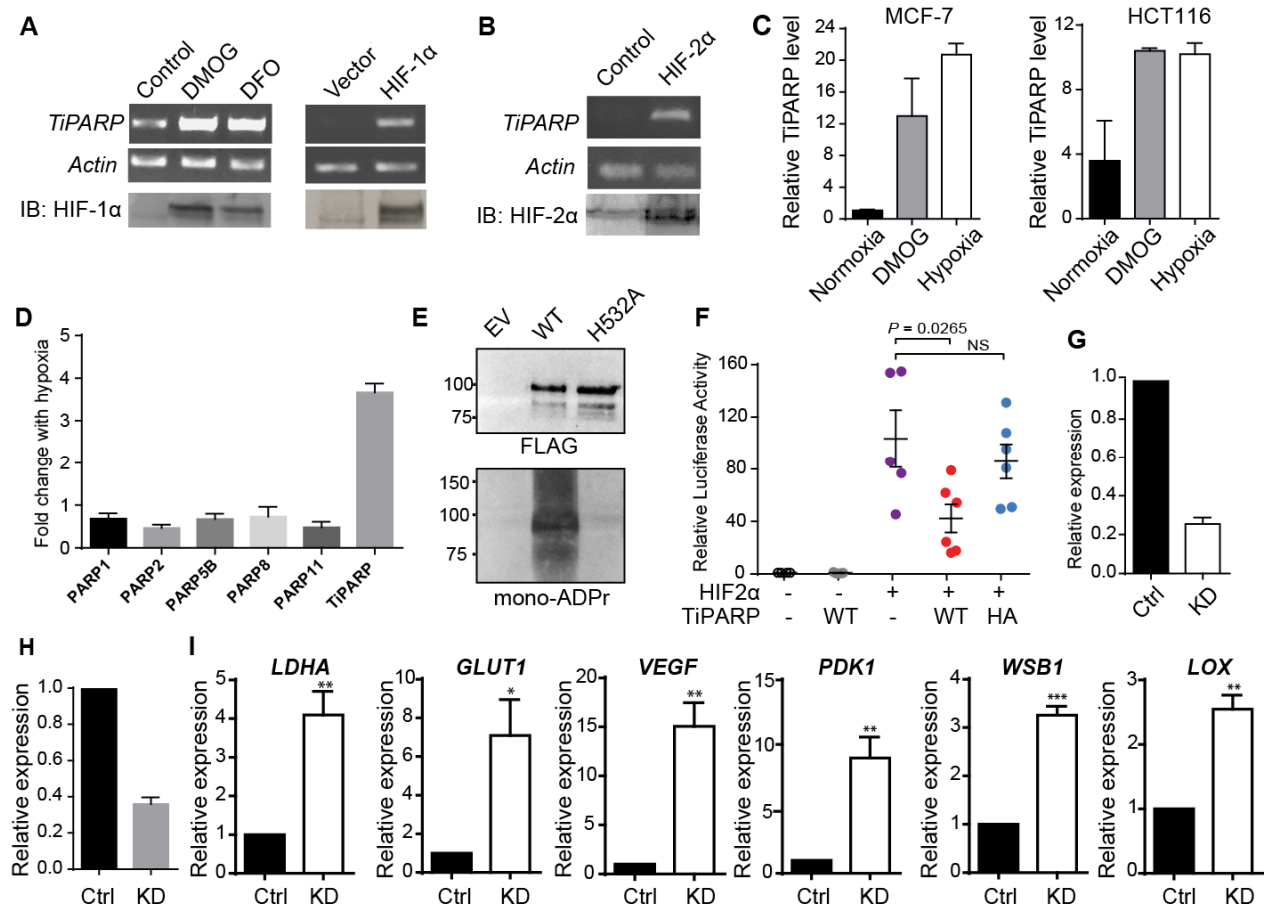 A
Control
DMOG
DFO
Vector
HIF-1α
TiPARP
Actin
IB: HIF-1α
B
Control
HIF-2α
TiPARP
Actin
IB: HIF-2α
C
MCF-7
Relative TiPARP level
24
20
16
12
8
4
0
Normoxia
DMOG
Hypoxia
HCT116
Relative TiPARP level
12
8
4
0
Normoxia
DMOG
Hypoxia
D
Fold change with hypoxia
5
4
3
2
1
0
PARP1
PARP2
PARP5B
PARP8
PARP11
TiPARP
E
EV
WT
H532A
100
75
FLAG
150
100
75
mono-ADPr
F
P = 0.0265
NS
Relative Luciferase Activity
160
120
80
40
0
HIF2α - - + + +
TiPARP - WT - WT HA
G
Relative expression
1.0
0.8
0.6
0.4
0.2
0.0
Ctrl
KD
H
Relative expression
1.0
0.8
0.6
0.4
0.2
0.0
Ctrl
KD
I
LDHA
**
Relative expression
5
4
3
2
1
0
Ctrl
KD
GLUT1
*
Relative expression
10
8
6
4
2
0
Ctrl
KD
VEGF
**
Relative expression
20
15
10
5
0
Ctrl
KD
PDK1
**
Relative expression
15
10
5
0
Ctrl
KD
WSB1
***
Relative expression
4
3
2
1
0
Ctrl
KD
LOX
**
Relative expression
3
2
1
0
Ctrl
KD